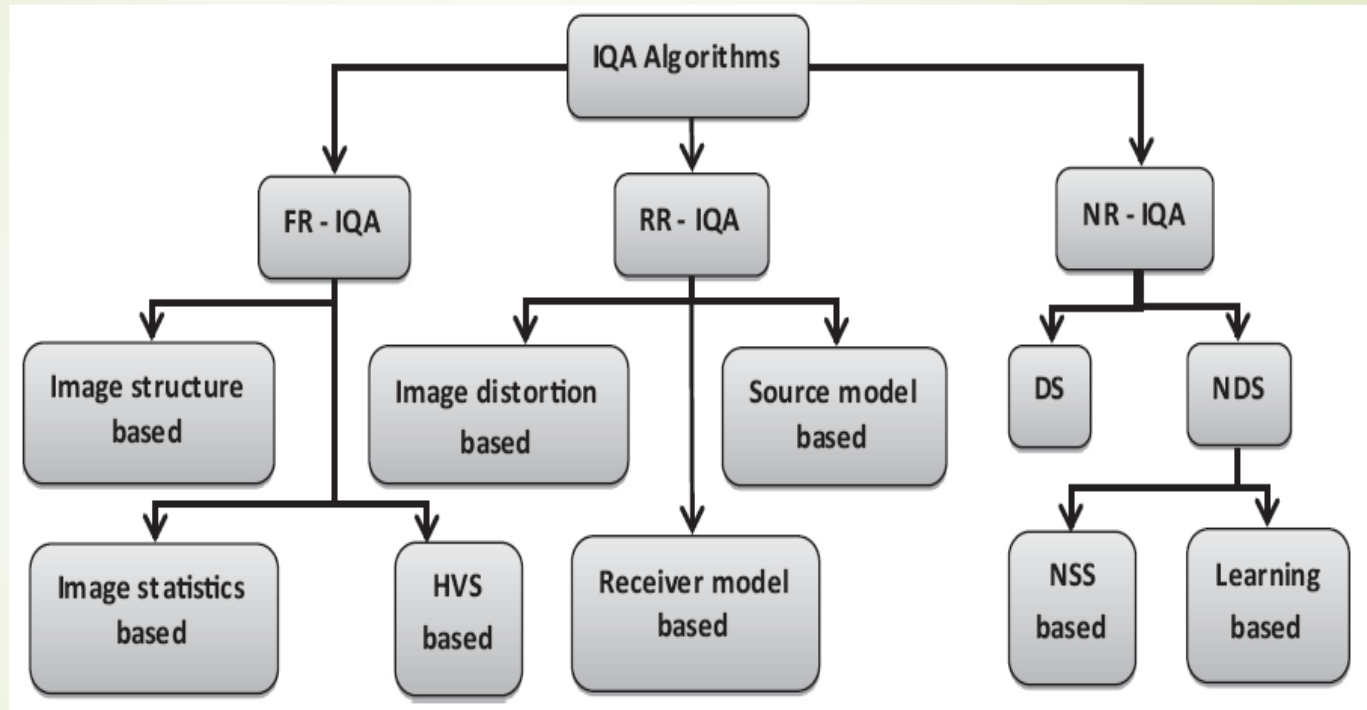 IQA Algorithms
FR - IQA
RR - IQA
NR - IQA
Image structure
based
Image distortion
based
Source model
based
DS
NDS
Image statistics
based
HVS
based
Receiver model
based
NSS
based
Learning
based